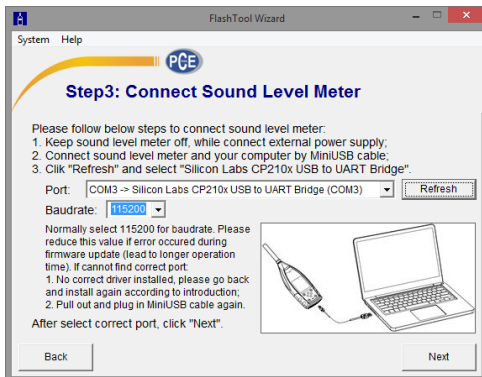 FlashTool Wizard
System Help
PCE
Step3: Connect Sound
Level Meter
Please follow below steps to connect sound level meter:
1. Keep sound level meter off, while connect external power supply;
2. Connect sound level meter and your computer by MiniUSB cable;
3. Clik "Refresh" and select "Silicon Labs CP210x USB to UART Bridge".
Port: COM3 -> Silicon Labs CP210x USB to UART Bridge (COM3) Refresh
Baudrate: 115200
Normally select 115200 for baudrate. Please
reduce this value if error occured during
firmware update (lead to longer operation
time). If cannot find correct port:
1. No correct driver installed, please go back
and install again according to introduction;
2. Pull out and plug in MiniUSB cable again.
After select correct port, click "Next".
Back Next